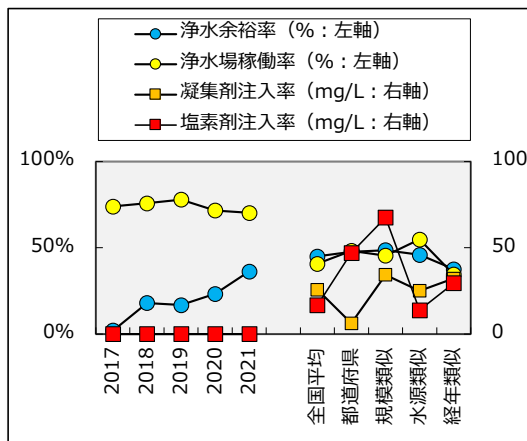 浄水余裕率（%：左軸）
浄水場稼働率（%：左軸）
凝集剤注入率（mg/L：右軸）
塩素剤注入率（mg/L：右軸）
100%
100
50%
50
0%
0
2017
2018
2019
2020
2021
全国平均
都道府県
規模類似
水源類似
経年類似